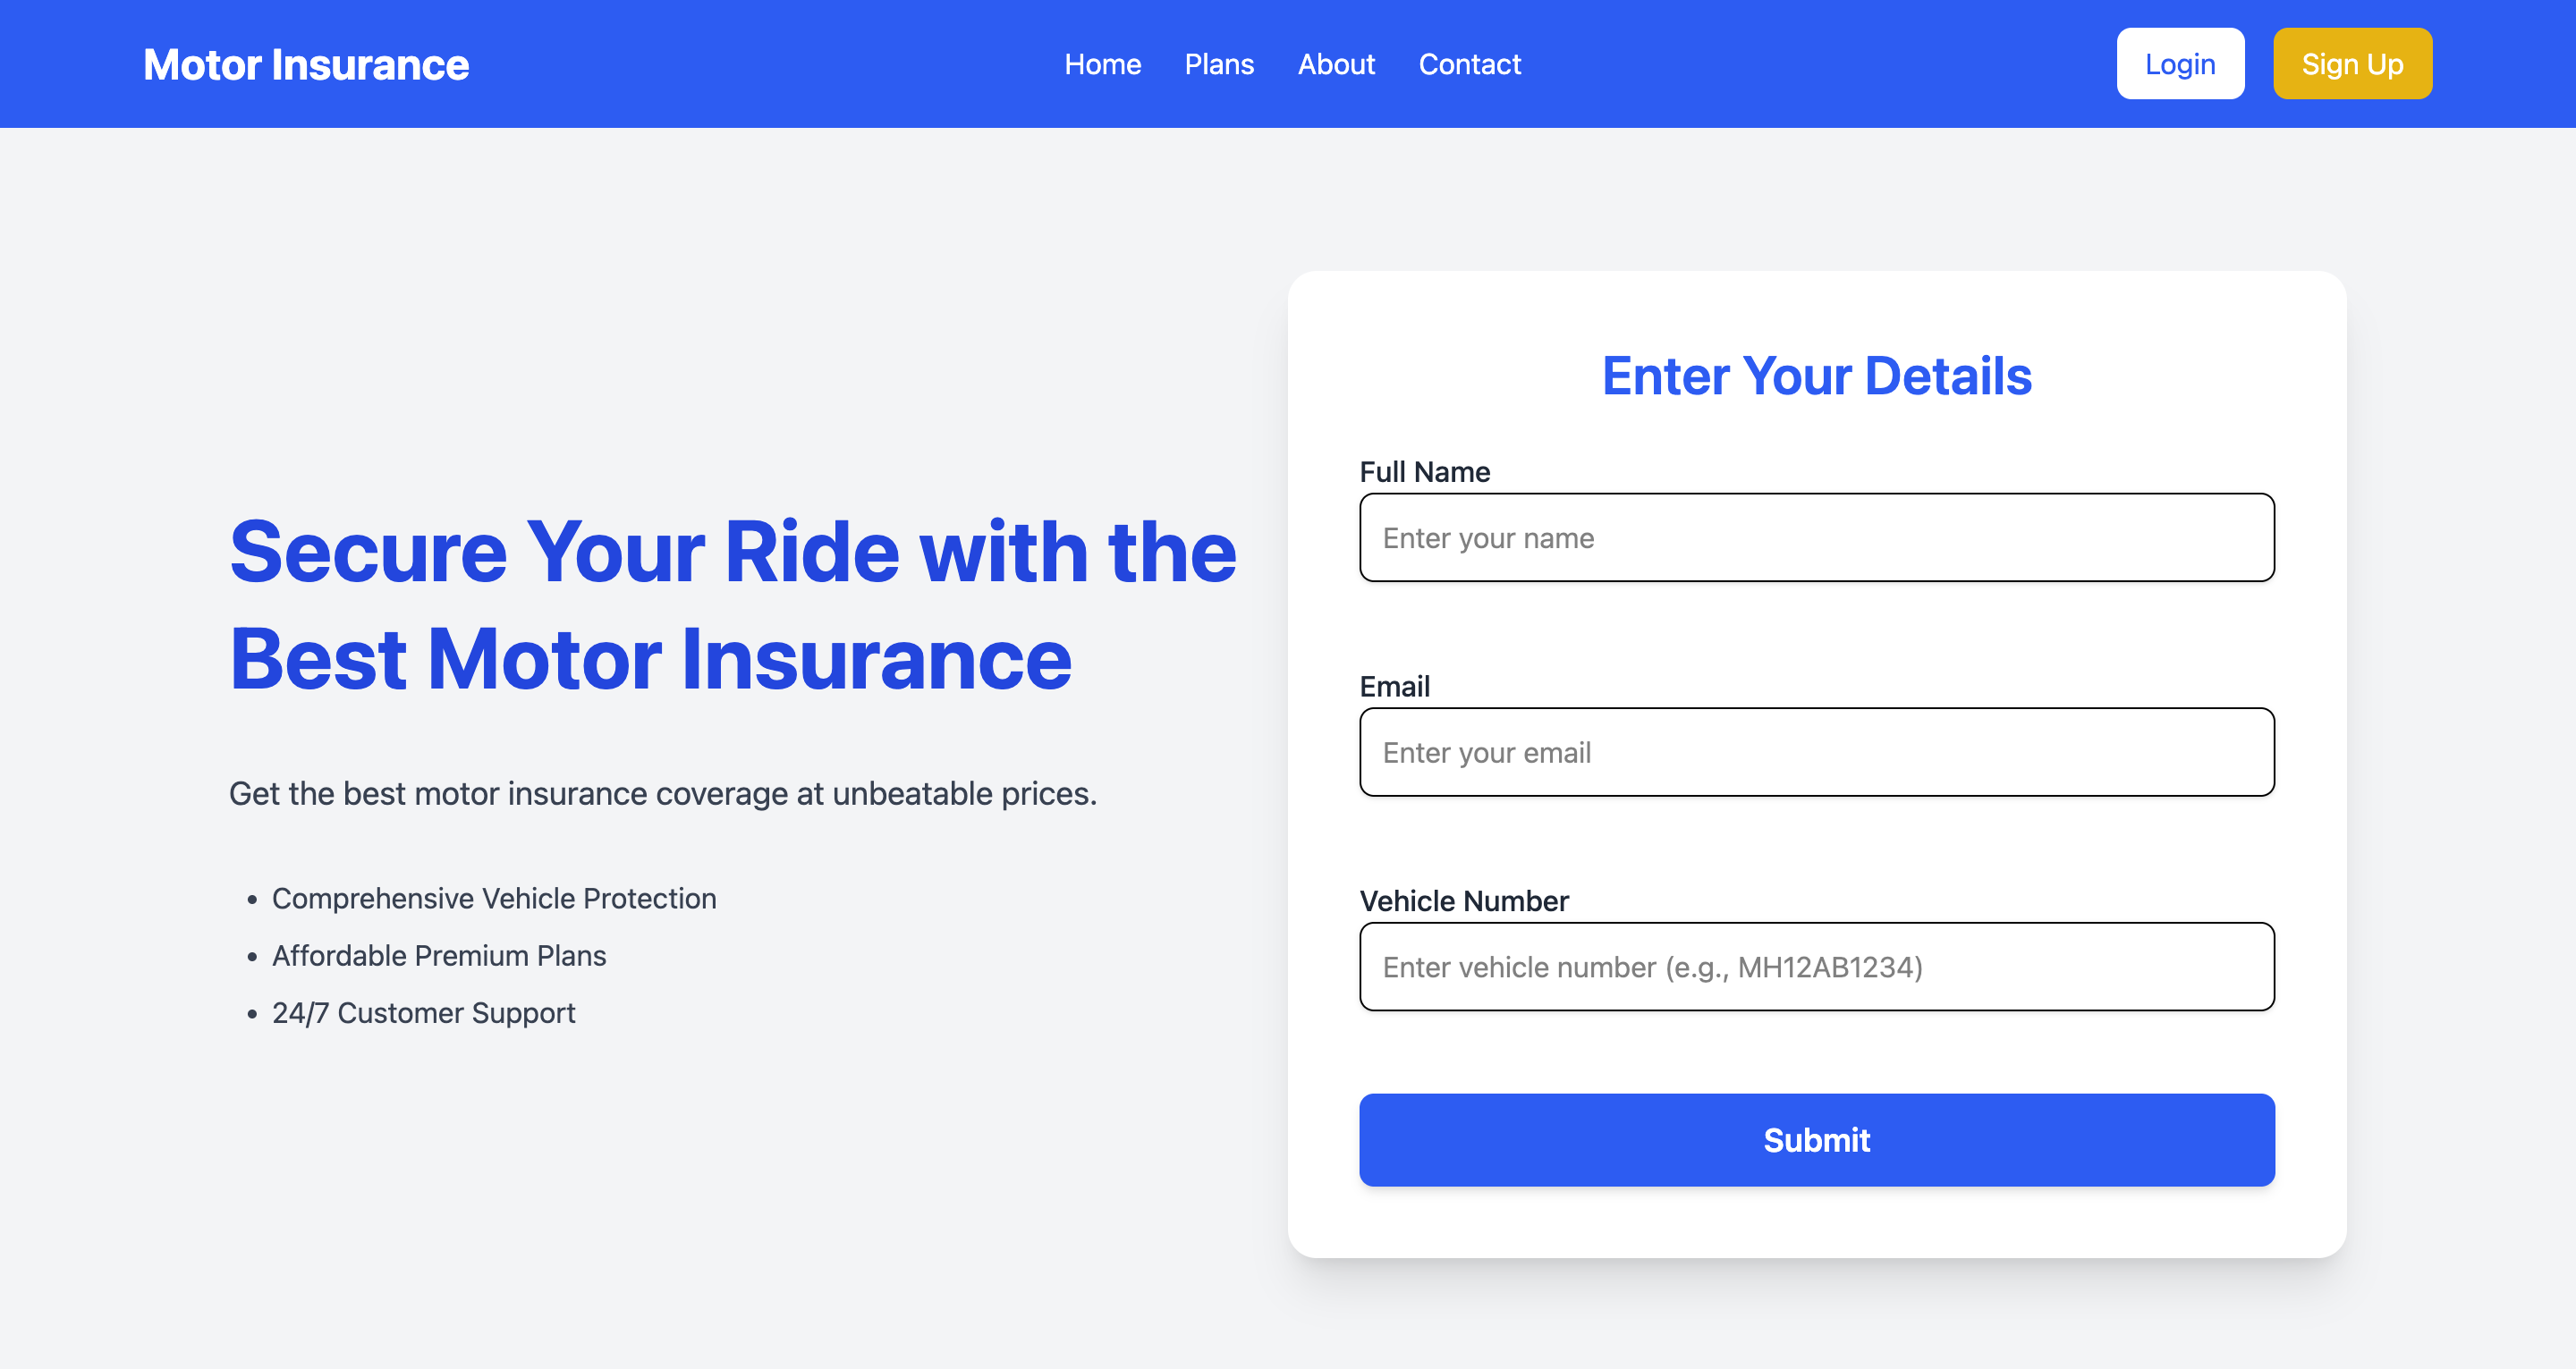 Motor Insurance
Home
Plans
About
Contact
Login
Sign Up
Secure Your Ride with the
Best Motor Insurance
Get the best motor insurance coverage at unbeatable prices.
• Comprehensive Vehicle Protection
• Affordable Premium Plans
• 24/7 Customer Support
Enter Your Details
Full Name
Enter your name
Email
Enter your email
Vehicle Number
Enter vehicle number (e.g., MH12AB1234)
Submit